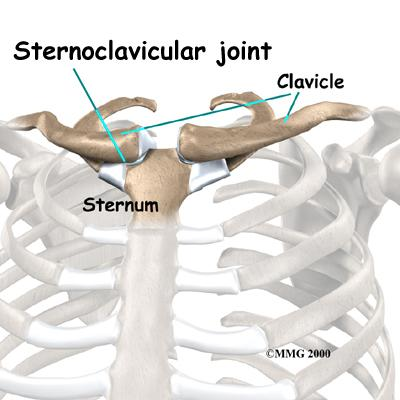 Sternoclavicular joint
Clavicle
Sternum
©MMG 2000